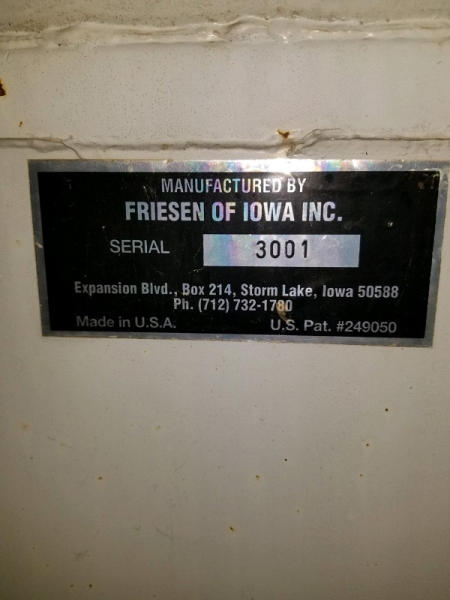 MANUFACTURED BY
FRIESEN OF IOWA INC.
SERIAL 3001
Expansion Blvd., Box 214, Storm Lake, Iowa 50588
Ph. (712) 732-1780
Made in U.S.A. U.S. Pat. #249050